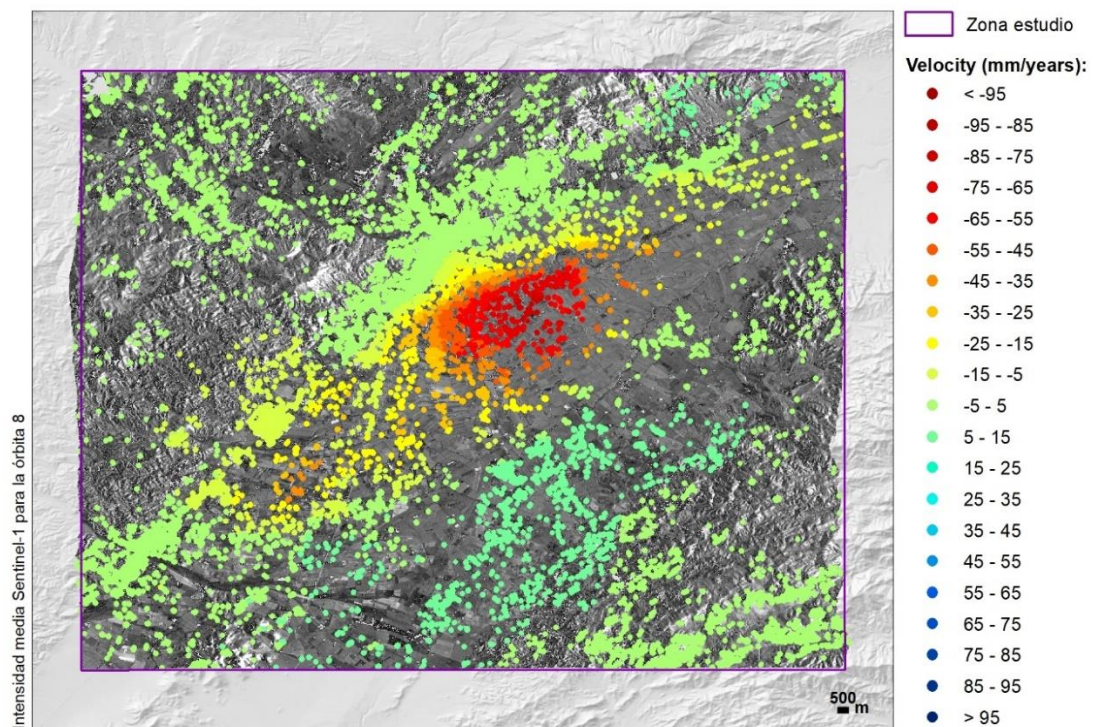 Intensidad media Sentinel-1 para la órbita 8
Zona estudio
Velocity (mm/years):
< -95
-95 - -85
-85 - -75
-75 - -65
-65 - -55
-55 - -45
-45 - -35
-35 - -25
-25 - -15
-15 - -5
-5 - 5
5 - 15
15 - 25
25 - 35
35 - 45
45 - 55
55 - 65
65 - 75
75 - 85
85 - 95
> 95
500
m